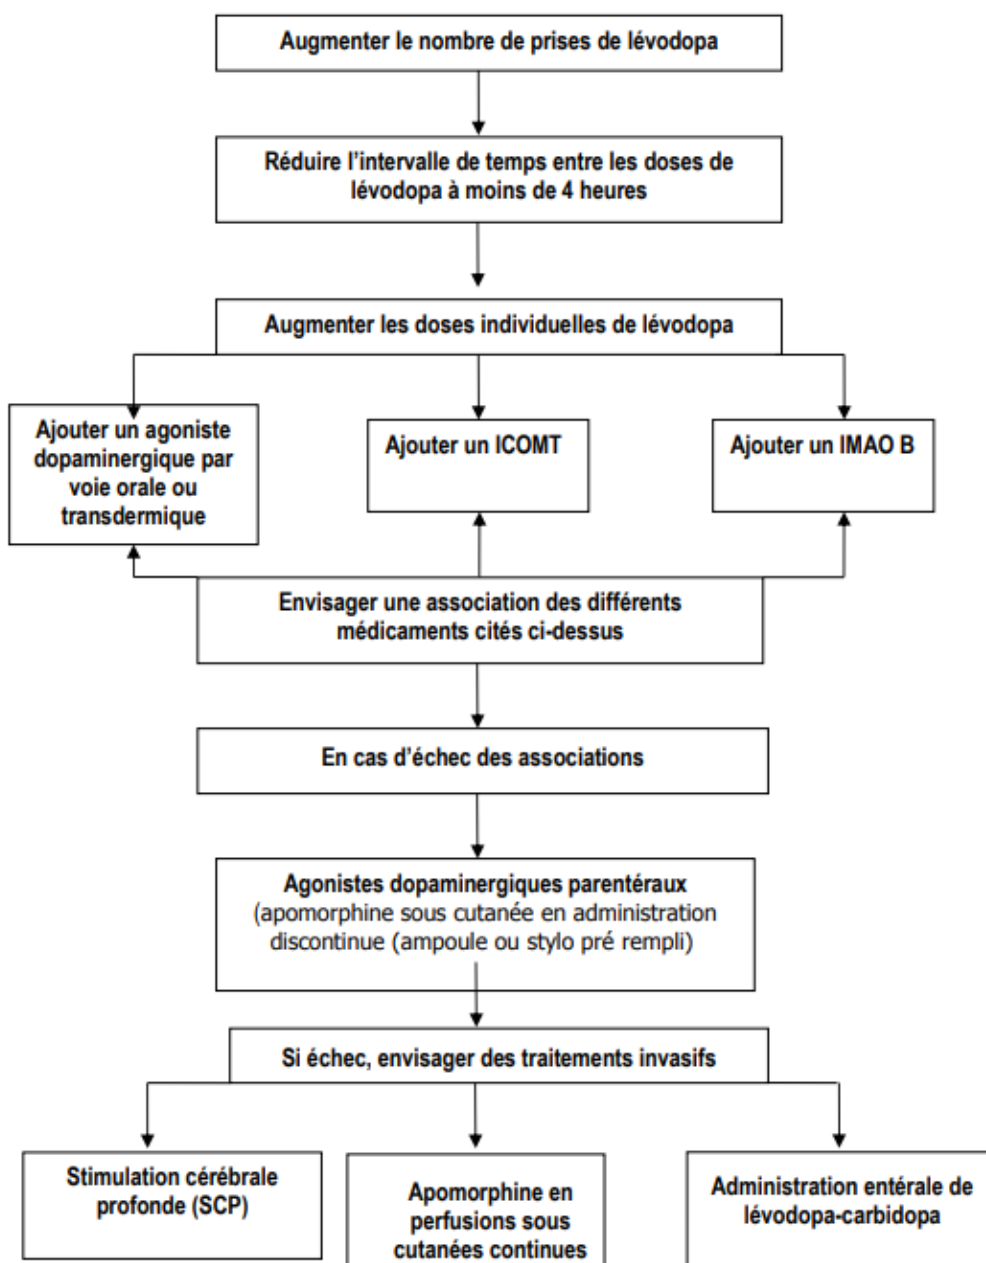 Augmenter le nombre de prises de lévodopa
Réduire l'intervalle de temps entre les doses de
lévodopa à moins de 4 heures
Augmenter les doses individuelles de lévodopa
Ajouter un agoniste
dopaminergique par
voie orale ou
transdermique
Ajouter un ICOMT
Ajouter un IMAO B
Envisager une association des différents
médicaments cités ci-dessus
En cas d'échec des associations
Agonistes dopaminergiques parentéraux
(apomorphine sous cutanée en administration
discontinue (ampoule ou stylo pré rempli)
Si échec, envisager des traitements invasifs
Stimulation cérébrale
profonde (SCP)
Apomorphine en
perfusions sous
cutanées continues
Administration entérale de
lévodopa-carbidopa